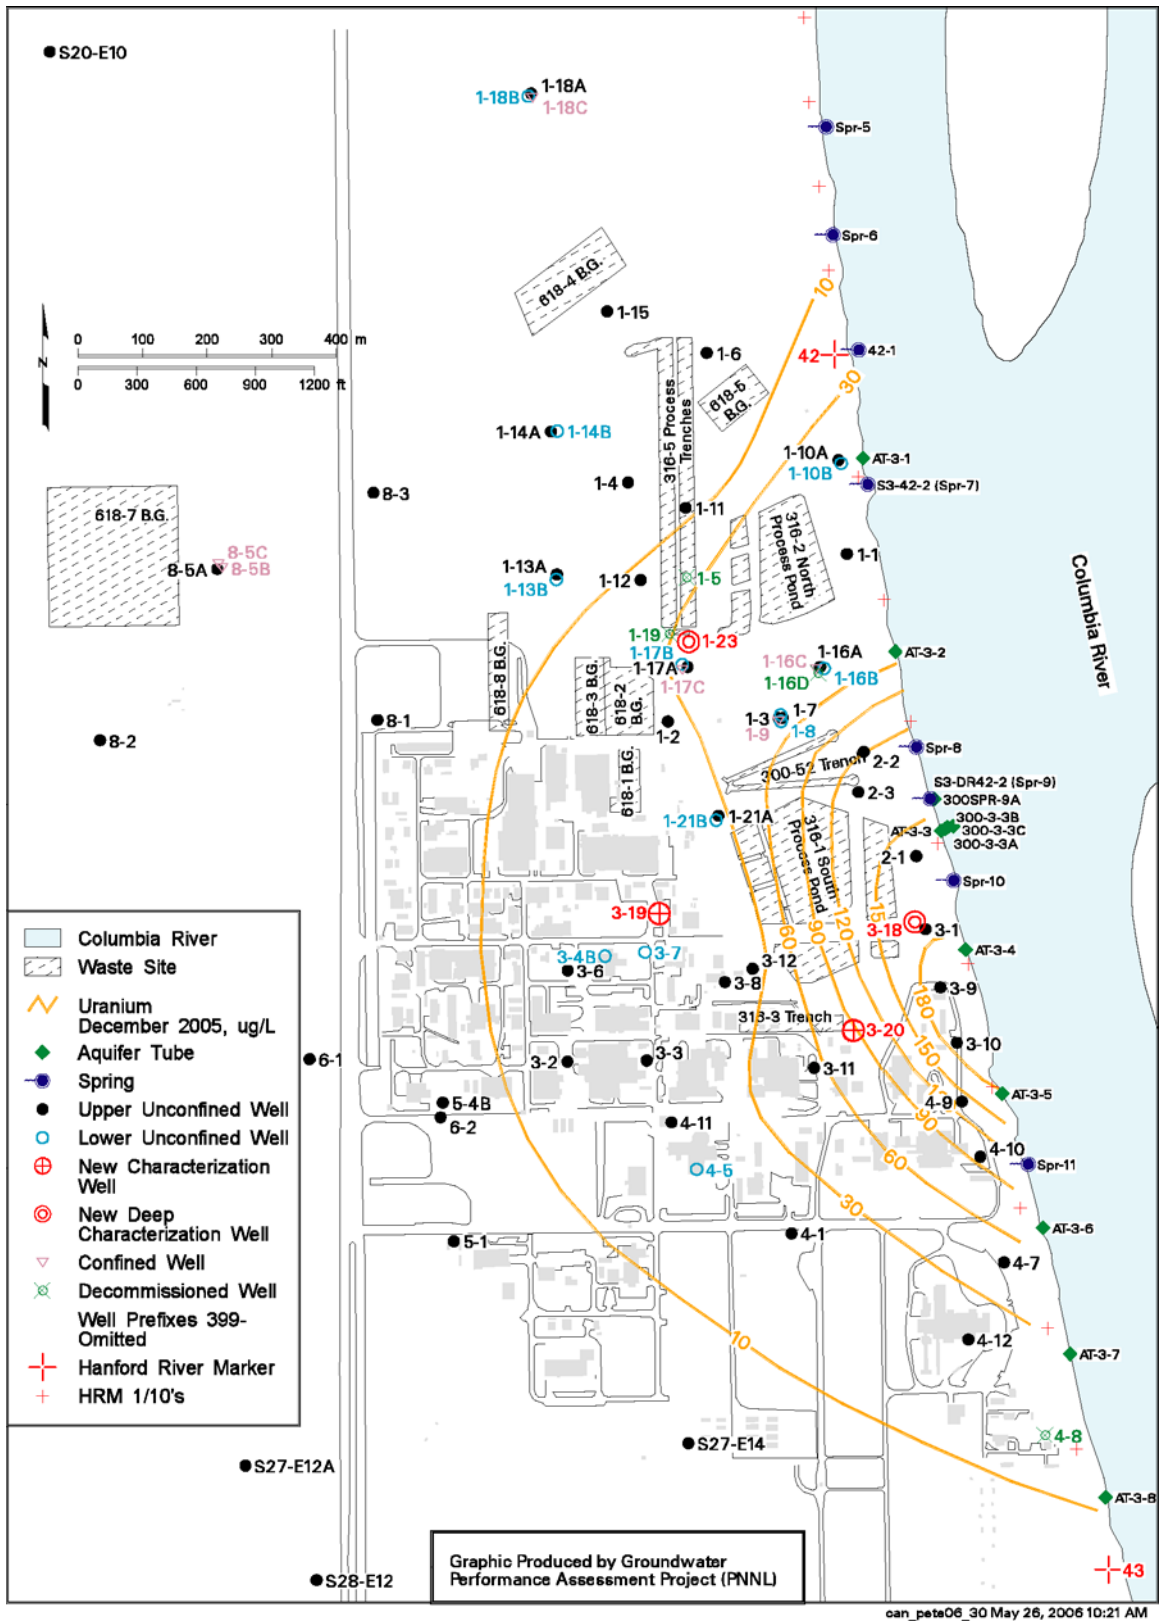 S20-E10
1-18A
1-18B
1-18C
Spr-5
Spr-6
618-4 B.G.
10
1-15
0 100 200 400 m
0 300 600 900 1200 ft
N
1-6
42
42-1
30
618-5
B.G.
316-5 Process
Trenches
1-14A
1-14B
1-10A
1-10B
AT-3-1
S3-42-2 (Spr-7)
1-4
8-3
1-11
618-7 B.G.
316-2 North
Process Pond
1-1
8-5C
8-5A
8-5B
1-13A
1-13B
1-12
1-5
Columbia River
1-19
1-23
1-17B
1-17A
1-17C
1-16A
1-16C
1-16B
1-16D
AT-3-2
618-8 B.G.
618-3 B.G.
618-2
B.G.
8-1
8-2
1-2
1-7
1-3
1-9
1-8
Spr-8
2-2
300-52 Trench
618-1 B.G.
2-3
S3-DR42-2 (Spr-9)
300SPR-9A
1-21B
1-21A
300-3-3B
AT-3-3
300-3-3C
300-3-3A
316-1 South
Process Pond
2-1
Spr-10
3-19
60
90
120
15
3-18
3-1
AT-3-4
3-7
3-4B
3-6
3-12
3-8
3-9
180
316-3 Trench
3-20
3-10
150
6-1
3-2
3-3
3-11
AT-3-5
5-4B
6-2
4-9
90
4-11
4-10
60
Spr-11
4-5
30
AT-3-6
5-1
4-1
4-7
10
4-12
AT-3-7
4-8
S27-E14
S27-E12A
AT-3-8
43
S28-E12
Columbia River
Waste Site
Uranium
December 2005, ug/L
Aquifer Tube
Spring
Upper Unconfined Well
Lower Unconfined Well
New Characterization
Well
New Deep
Characterization Well
Confined Well
Decommissioned Well
Well Prefixes 399-
Omitted
Hanford River Marker
HRM 1/10's
Graphic Produced by Groundwater
Performance Assessment Project (PNNL)
can_pete06_30 May 26, 2006 10:21 AM